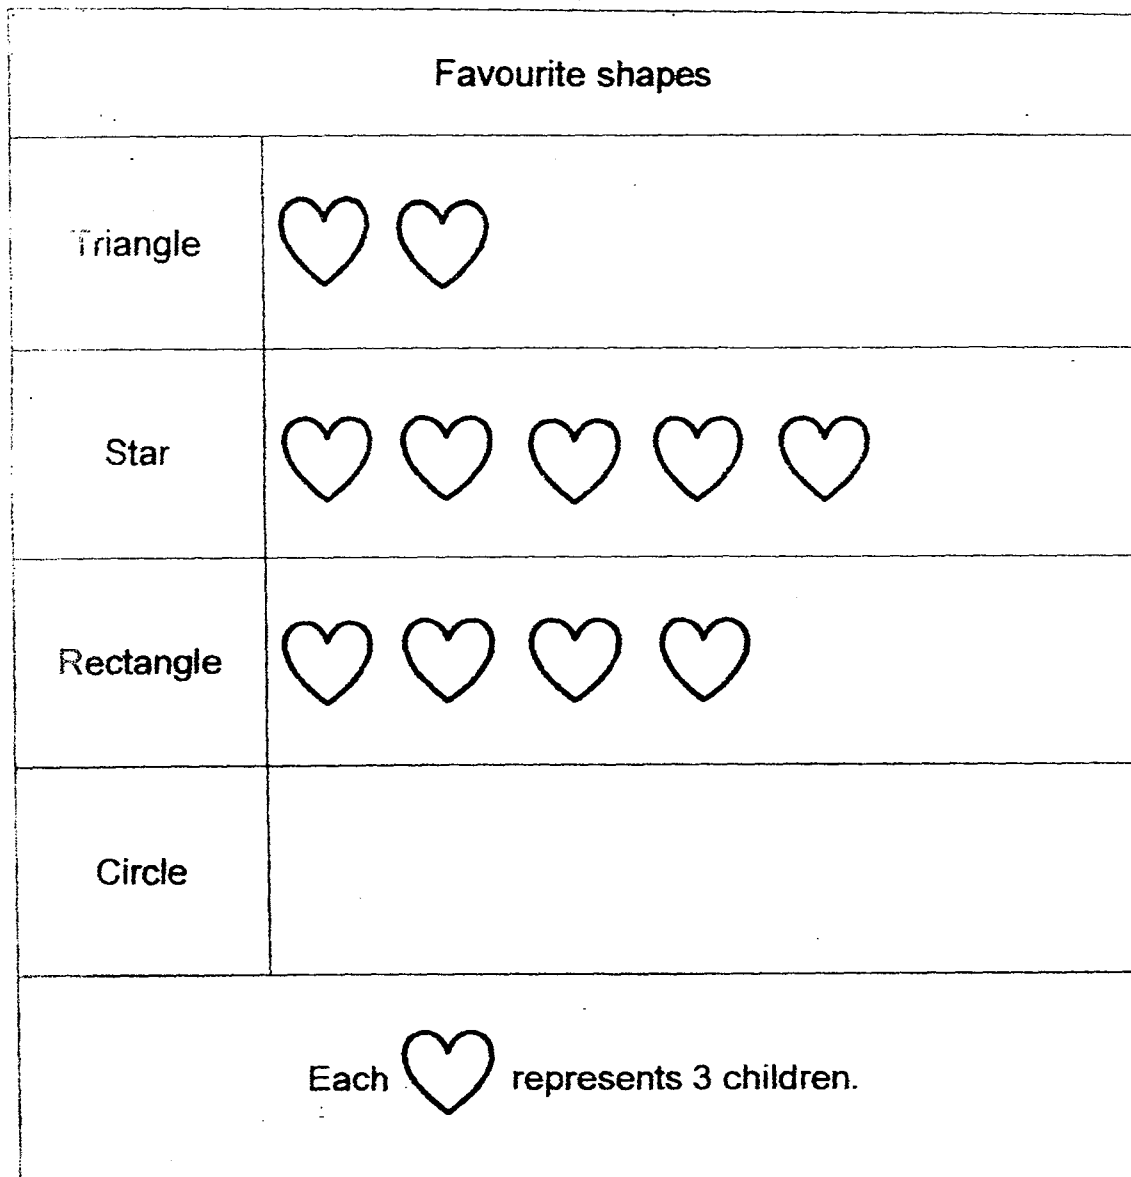 Favourite shapes
Triangle
Star
Rectangle
Circle
Each represents 3 children.